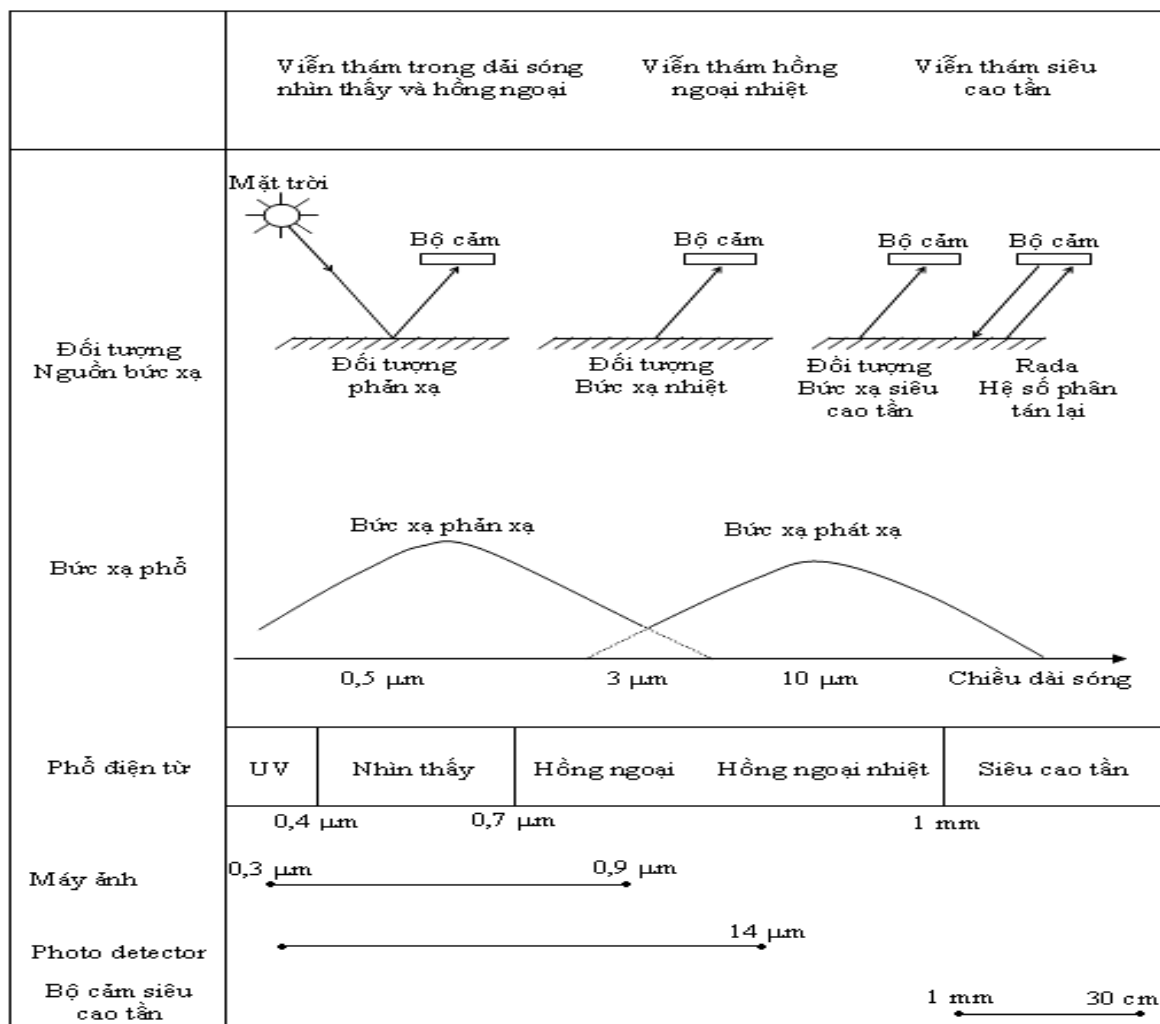 Viễn thám trong dải sóng
nhìn thấy và hồng ngoại
Viễn thám hồng
ngoại nhiệt
Viễn thám siêu
cao tần
Đối tượng
Nguồn bức xạ
Mặt trời
Bộ cảm
Đối tượng
phản xạ
Bộ cảm
Đối tượng
Bức xạ nhiệt
Bộ cảm
Đối tượng
Bức xạ siêu
cao tần
Bộ cảm
Rada
Hệ số phân
tán lại
Bức xạ phổ
Bức xạ phản xạ
Bức xạ phát xạ
0,5 µm
3 µm
10 µm
Chiều dài sóng
Phổ điện từ
UV
Nhìn thấy
Hồng ngoại
Hồng ngoại nhiệt
Siêu cao tần
0,4 µm
0,7 µm
1 mm
Máy ảnh
0,3 µm
0,9 µm
Photo detector
14 µm
Bộ cảm siêu
cao tần
1 mm
30 cm